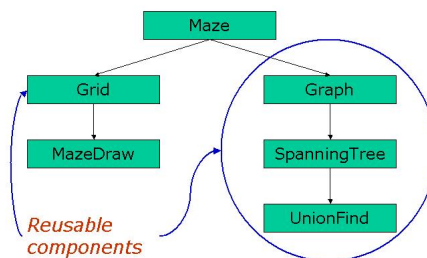 Maze
Grid
Graph
MazeDraw
SpanningTree
UnionFind
Reusable
components